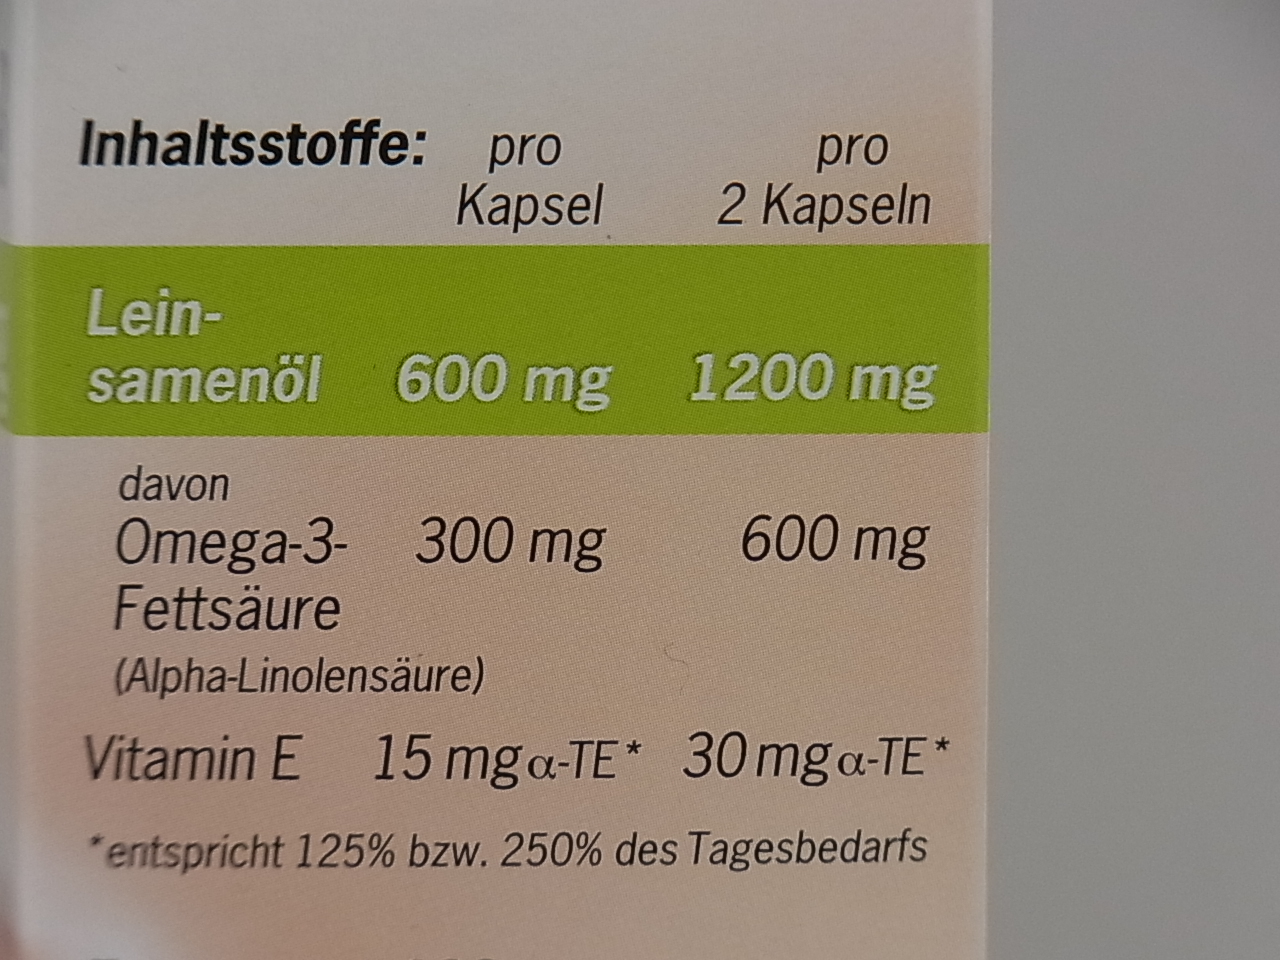 Inhaltsstoffe: pro pro
Kapsel 2 Kapseln
Lein-
samenöl 600 mg 1200 mg
davon
Omega-3- 300 mg 600 mg
Fettsäure
(Alpha-Linolensäure)
Vitamin E 15 mg α-TE* 30 mg α-TE*
*entspricht 125% bzw. 250% des Tagesbedarfs